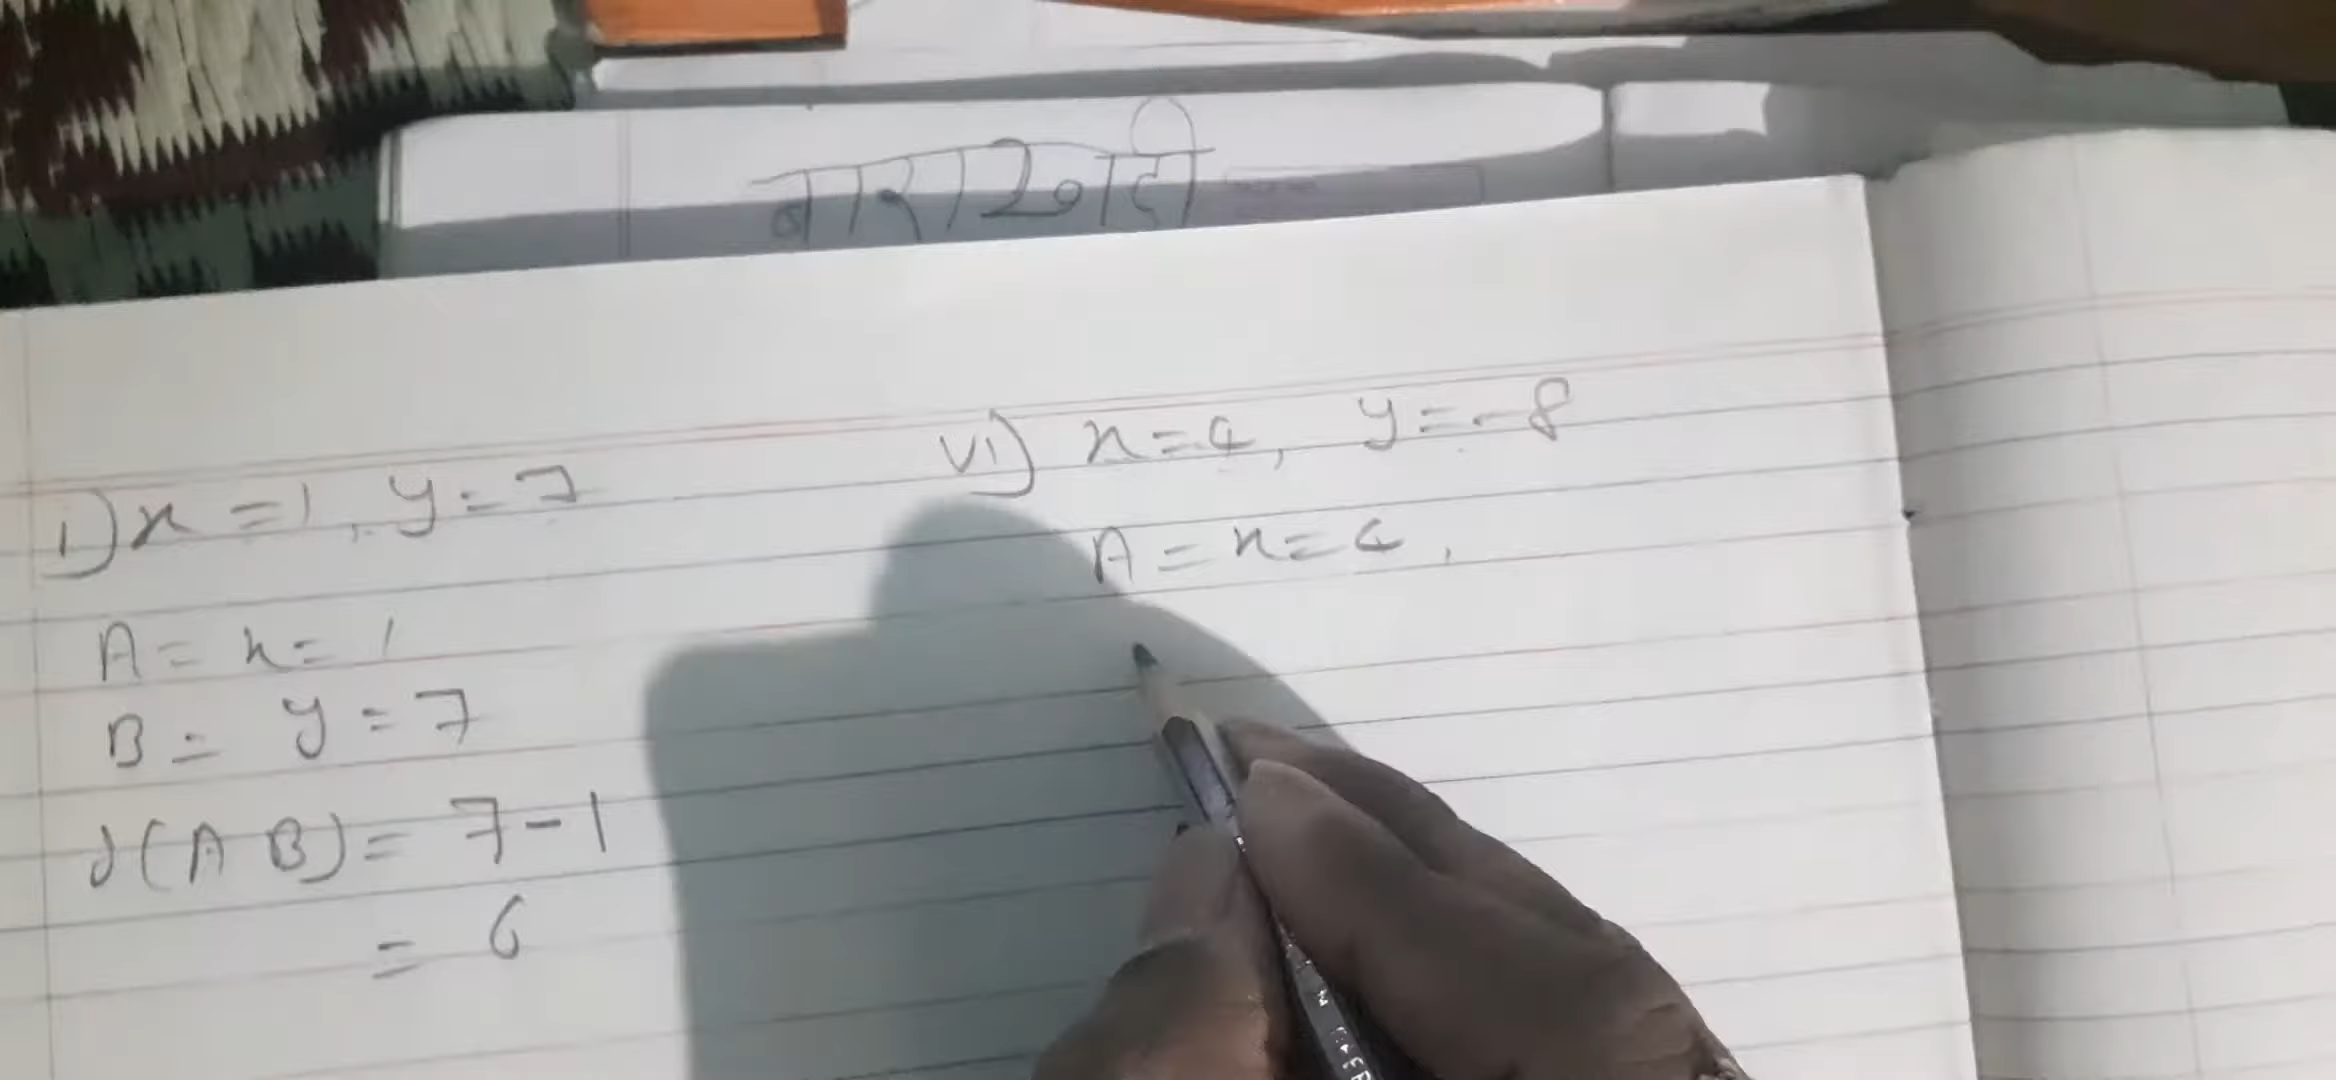 बाराखडी
i) x = 1, y = 7
A = x = 1
B = y = 7
d(A B) = 7 - 1
= 6
vi) x = 4, y = -8
A = x = 4,